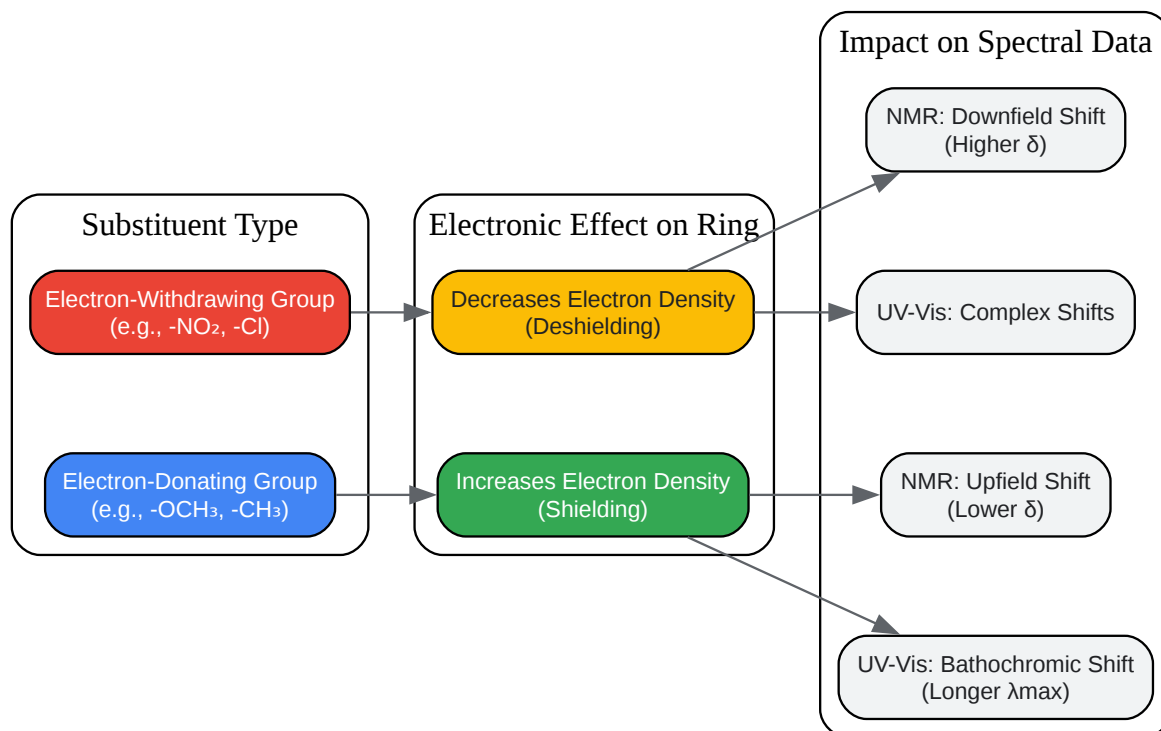 Substituent Type
Electron-Withdrawing Group
(e.g., -NO₂, -Cl)
Electron-Donating Group
(e.g., -OCH₃, -CH₃)
Electronic Effect on Ring
Decreases Electron Density
(Deshielding)
Increases Electron Density
(Shielding)
Impact on Spectral Data
NMR: Downfield Shift
(Higher δ)
UV-Vis: Complex Shifts
NMR: Upfield Shift
(Lower δ)
UV-Vis: Bathochromic Shift
(Longer λmax)